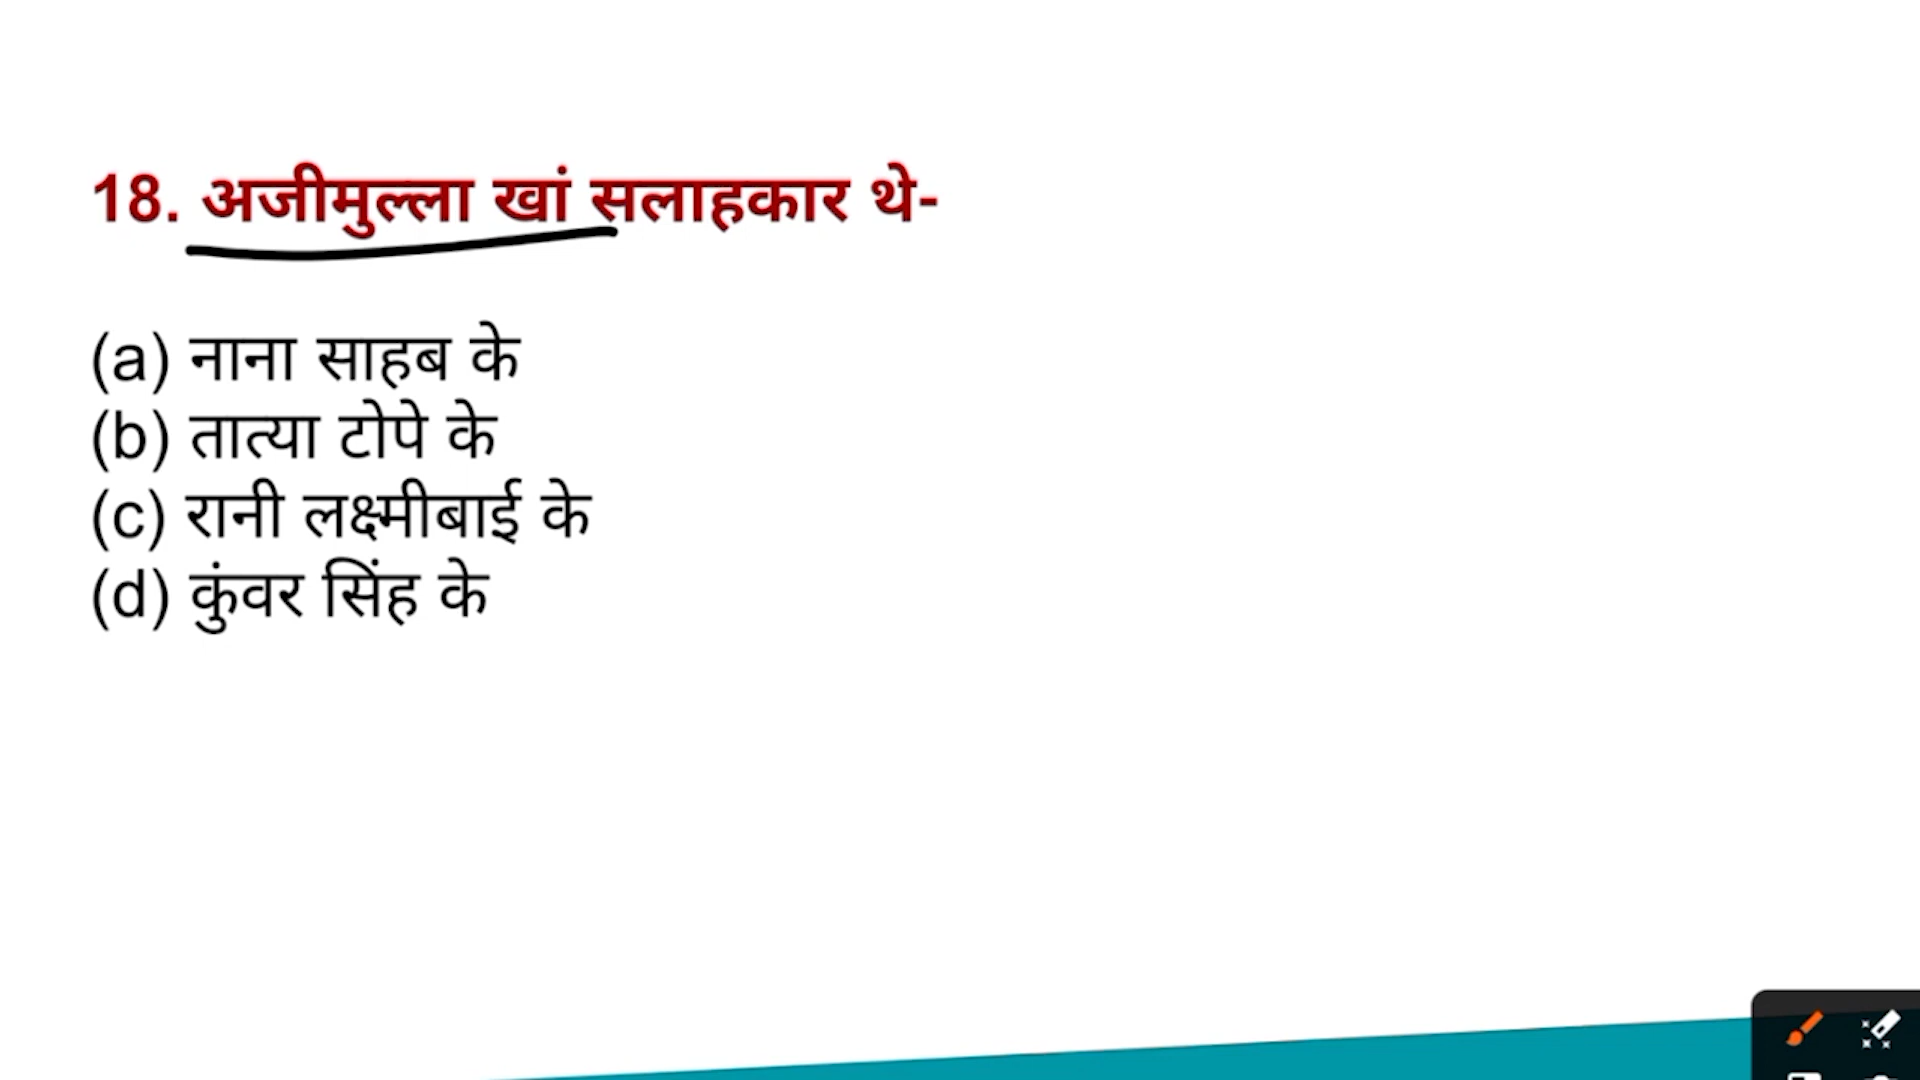 18. अजीमुल्ला खां सलाहकार थे-
(a) नाना साहब के
(b) तात्या टोपे के
(c) रानी लक्ष्मीबाई के
(d) कुंवर सिंह के